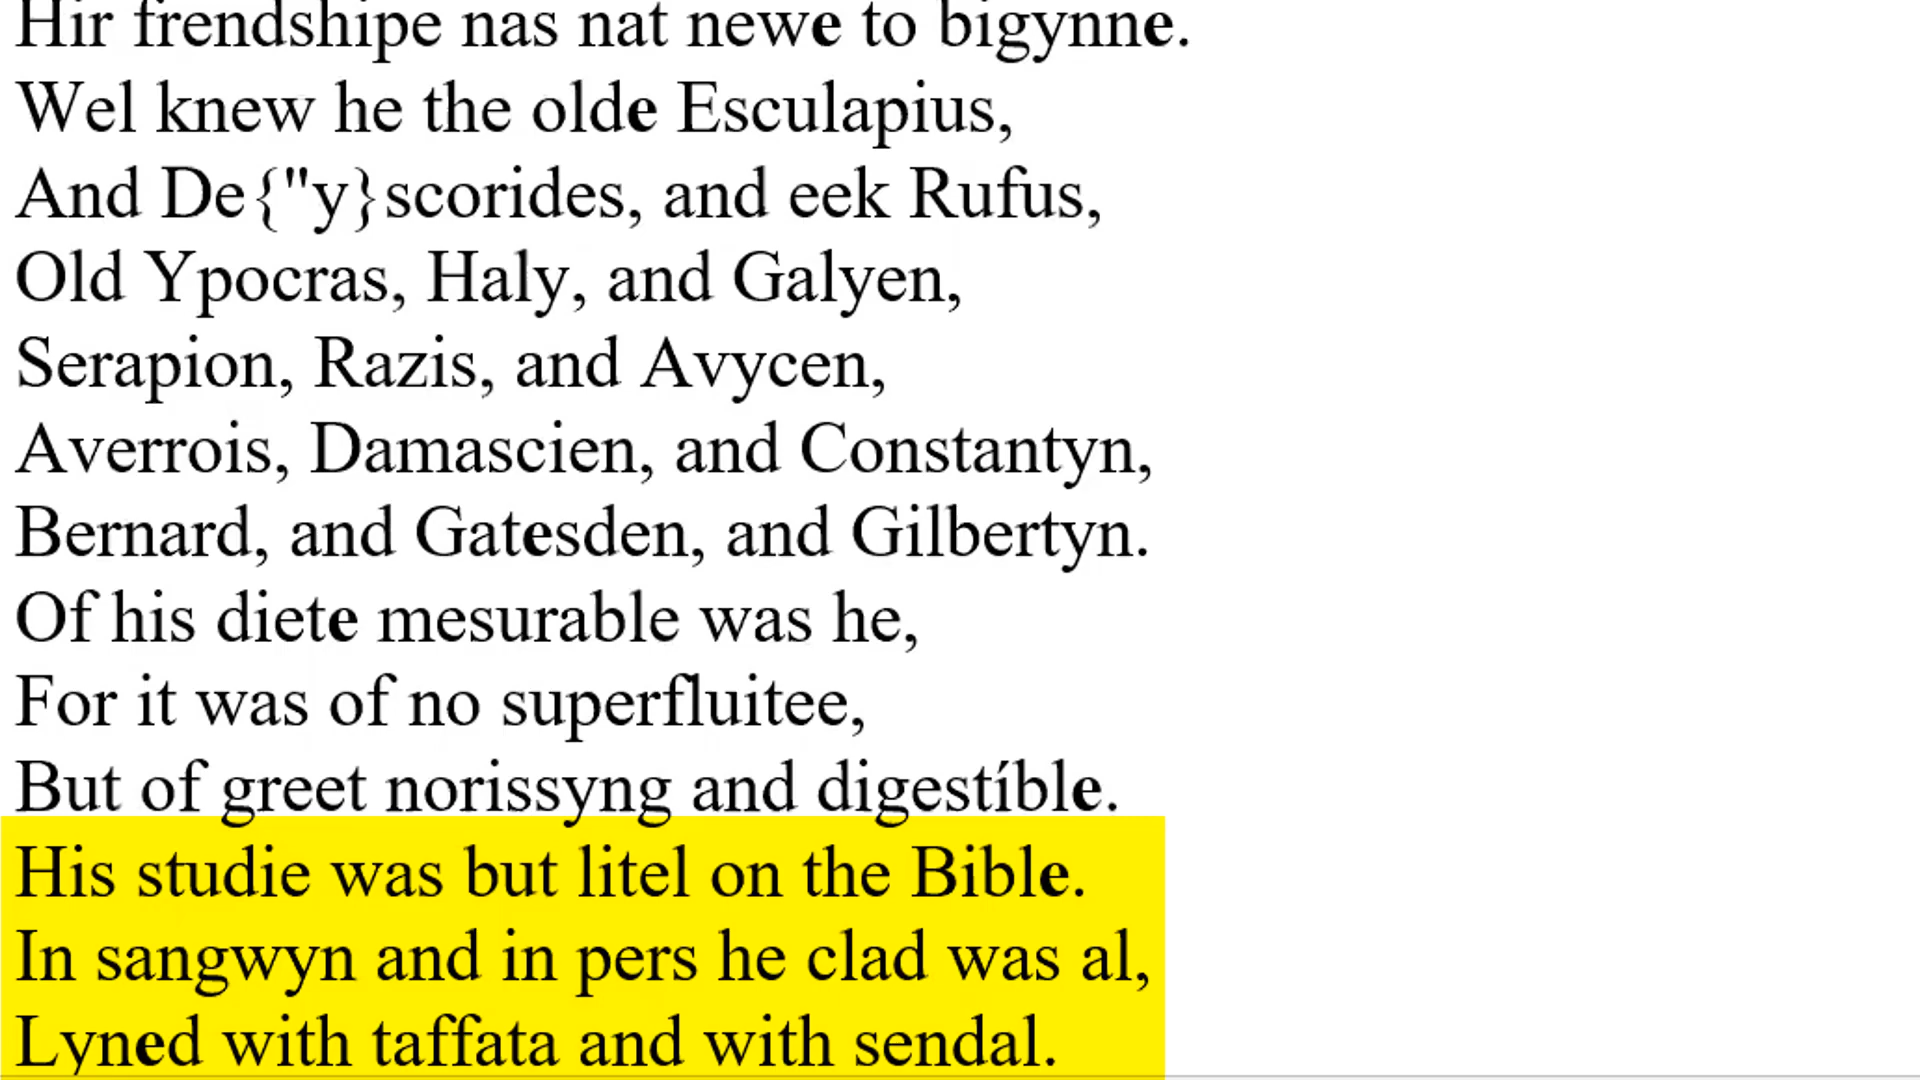 Hir frendshipe nas nat newe to bigynne.
Wel knew he the olde Esculapius,
And De{"y}scorides, and eek Rufus,
Old Ypocras, Haly, and Galyen,
Serapion, Razis, and Avycen,
Averrois, Damascien, and Constantyn,
Bernard, and Gatesden, and Gilbertyn.
Of his diete mesurable was he,
For it was of no superfluitee,
But of greet norissyng and digestíble.
His studie was but litel on the Bible.
In sangwyn and in pers he clad was al,
Lyned with taffata and with sendal.